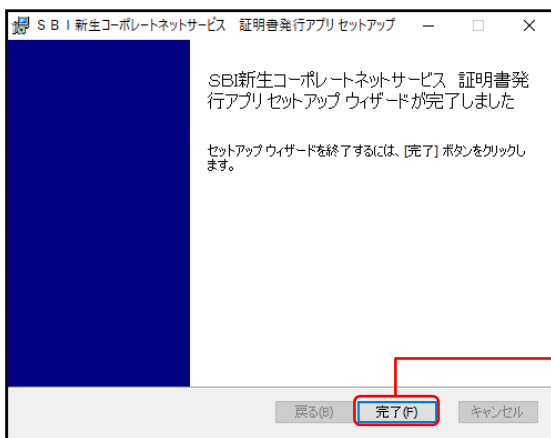 ＳＢＩ新生コーポレートネットサービス　証明書発行アプリ セットアップ
SBI新生コーポレートネットサービス　証明書発
行アプリ セットアップ ウィザードが完了しました
セットアップ ウィザードを終了するには、[完了] ボタンをクリックし
ます。
戻る(B)
完了(F)
キャンセル